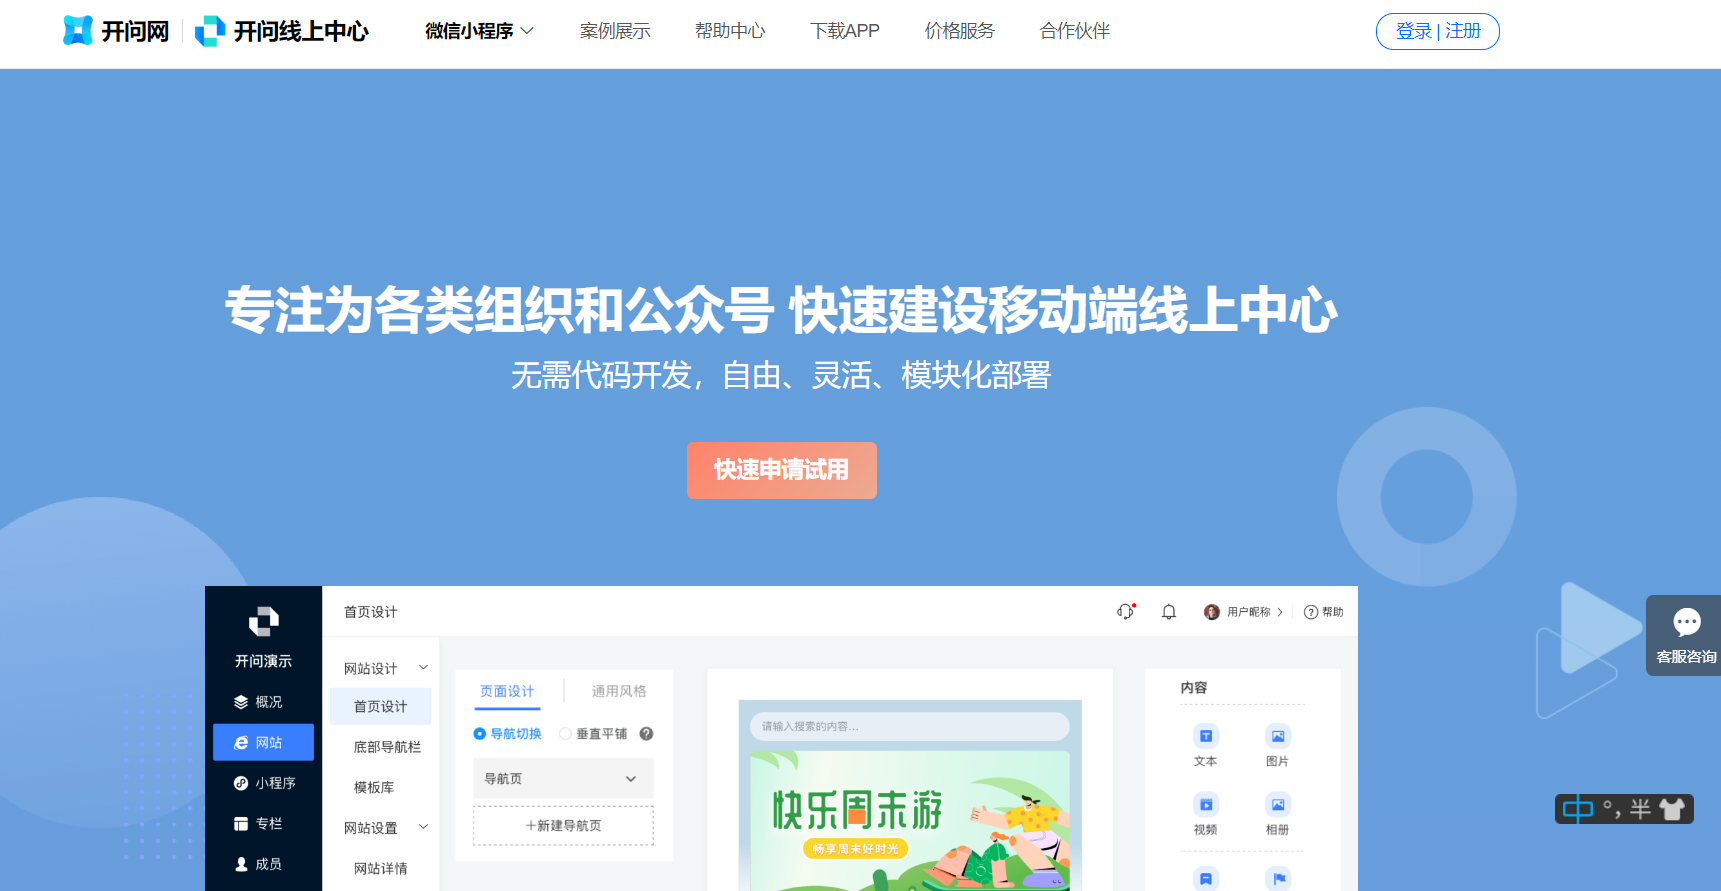 开问网 开问线上中心 微信小程序 案例展示 帮助中心 下载APP 价格服务 合作伙伴 登录 | 注册
专注为各类组织和公众号 快速建设移动端线上中心
无需代码开发，自由、灵活、模块化部署
快速申请试用
客服咨询
开问演示
概况
网站
小程序
专栏
成员
首页设计
用户昵称
帮助
网站设计
首页设计
底部导航栏
模板库
网站设置
网站详情
页面设计 通用风格
导航切换 垂直平铺
导航页
+新建导航页
请输入搜索的内容...
快乐周末游
畅享周末好时光
内容
文本 图片
视频 相册
中 °, 半